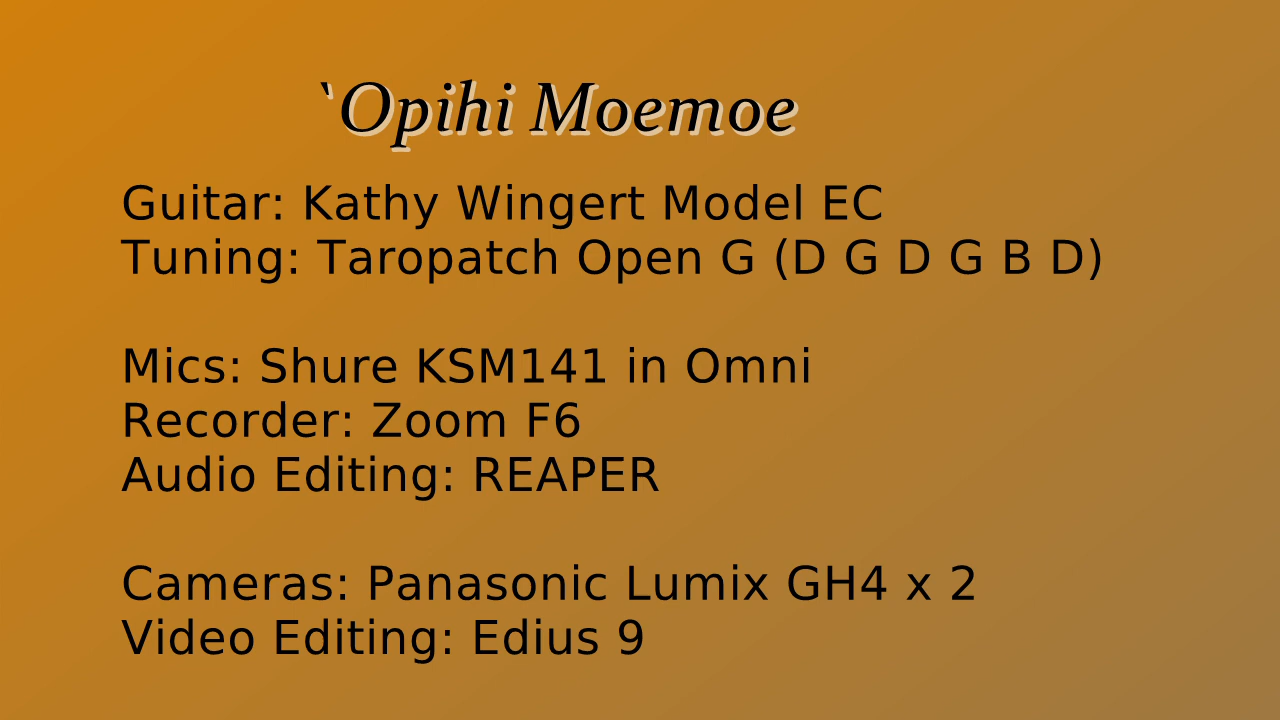 `Opihi Moemoe
Guitar: Kathy Wingert Model EC
Tuning: Taropatch Open G (D G D G B D)
Mics: Shure KSM141 in Omni
Recorder: Zoom F6
Audio Editing: REAPER
Cameras: Panasonic Lumix GH4 x 2
Video Editing: Edius 9